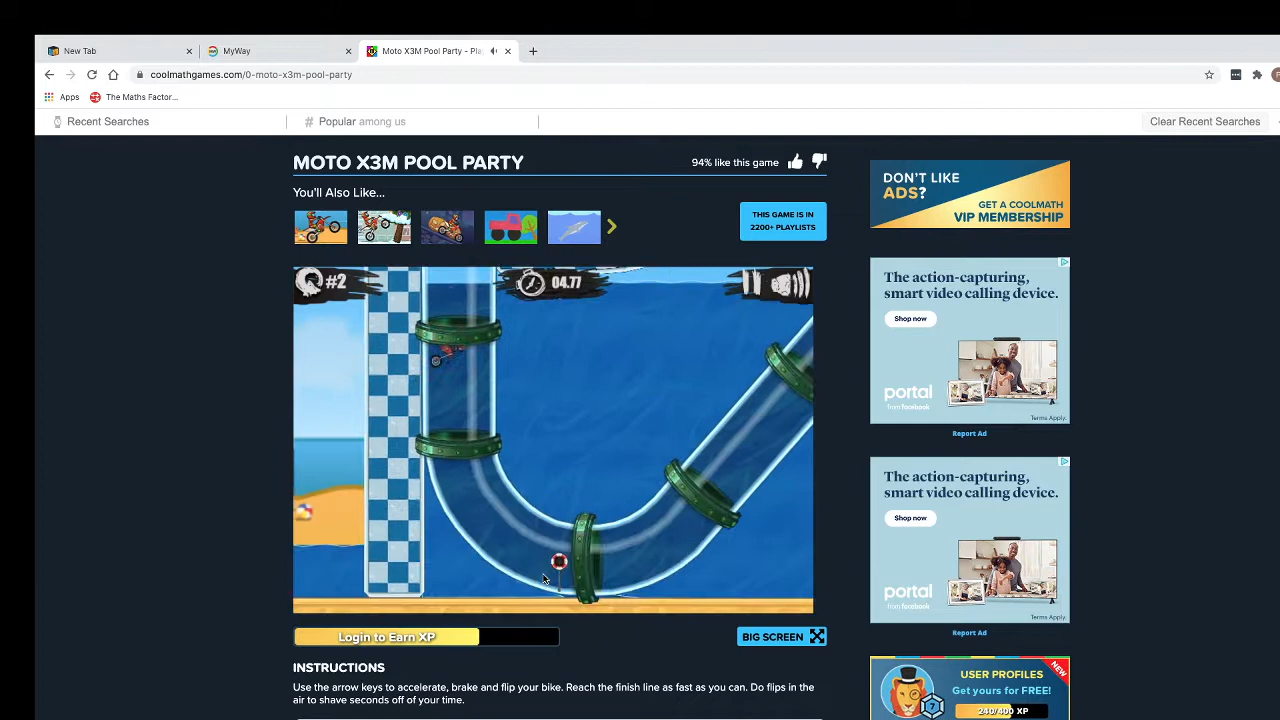 New Tab
MyWay
Moto X3M Pool Party - Pla
coolmathgames.com/0-moto-x3m-pool-party
Apps
The Maths Factor...
Recent Searches
# Popular among us
Clear Recent Searches
MOTO X3M POOL PARTY
94% like this game
You'll Also Like...
THIS GAME IS IN
2200+ PLAYLISTS
#2
04.77
Login to Earn XP
BIG SCREEN
INSTRUCTIONS
Use the arrow keys to accelerate, brake and flip your bike. Reach the finish line as fast as you can. Do flips in the
air to shave seconds off of your time.
DON'T LIKE
ADS?
GET A COOLMATH
VIP MEMBERSHIP
The action-capturing,
smart video calling device.
Shop now
portal
from facebook
Terms Apply.
Report Ad
The action-capturing,
smart video calling device.
Shop now
portal
from facebook
Terms Apply.
Report Ad
NEW
USER PROFILES
Get yours for FREE!
240/400 XP